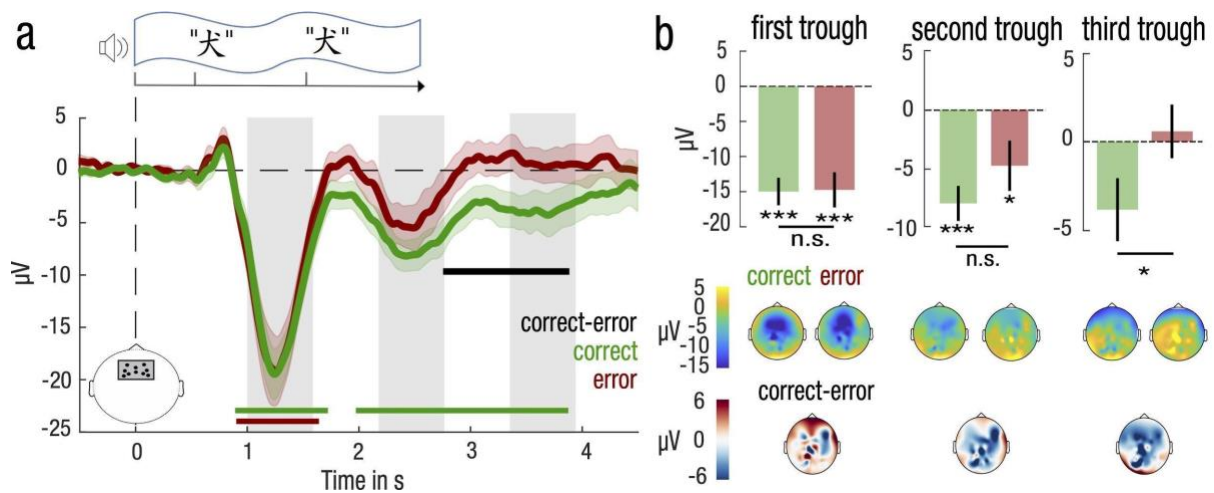 a
"犬" "犬"
5
0
-5
-10
-15
-20
-25
μV
0 1 2 3 4
Time in s
correct-error
correct
error
b
first trough second trough third trough
5
0
-5
-10
-15
-20
μV
*** ***
n.s.
5
0
-5
-10
*** *
n.s.
5
0
-5
*
correct error
5
0
-5
-10
-15
μV
correct-error
6
0
-6
μV